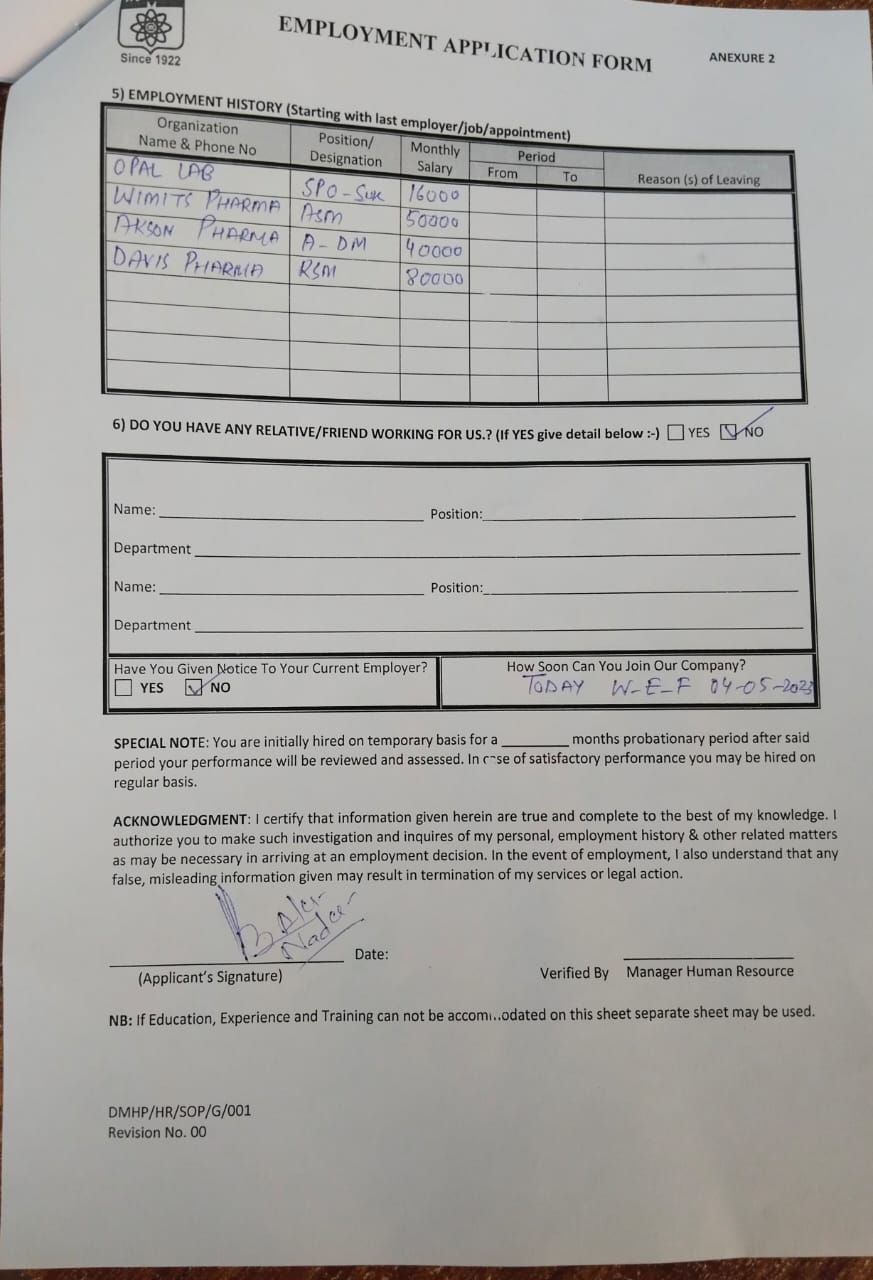 Since 1922
EMPLOYMENT APPLICATION FORM
ANEXURE 2
5) EMPLOYMENT HISTORY (Starting with last employer/job/appointment)
Organization Name & Phone No Position/ Designation Monthly Salary Period From To Reason (s) of Leaving
OPAL LAB SPO- 16000
WIMITS PHARMA ASM 50000
AKSON PHARMA A-DM 40000
DAVIS PHARMA RSM 80000
6) DO YOU HAVE ANY RELATIVE/FRIEND WORKING FOR US.? (If YES give detail below :-) YES NO
Name: Position:
Department
Name: Position:
Department
Have You Given Notice To Your Current Employer?
YES NO
How Soon Can You Join Our Company?
TODAY W-E-F 04-05-2023
SPECIAL NOTE: You are initially hired on temporary basis for a ________ months probationary period after said
period your performance will be reviewed and assessed. In case of satisfactory performance you may be hired on
regular basis.
ACKNOWLEDGMENT: I certify that information given herein are true and complete to the best of my knowledge. I
authorize you to make such investigation and inquires of my personal, employment history & other related matters
as may be necessary in arriving at an employment decision. In the event of employment, I also understand that any
false, misleading information given may result in termination of my services or legal action.
Date:
(Applicant's Signature)
Verified By Manager Human Resource
NB: If Education, Experience and Training can not be accommodated on this sheet separate sheet may be used.
DMHP/HR/SOP/G/001
Revision No. 00